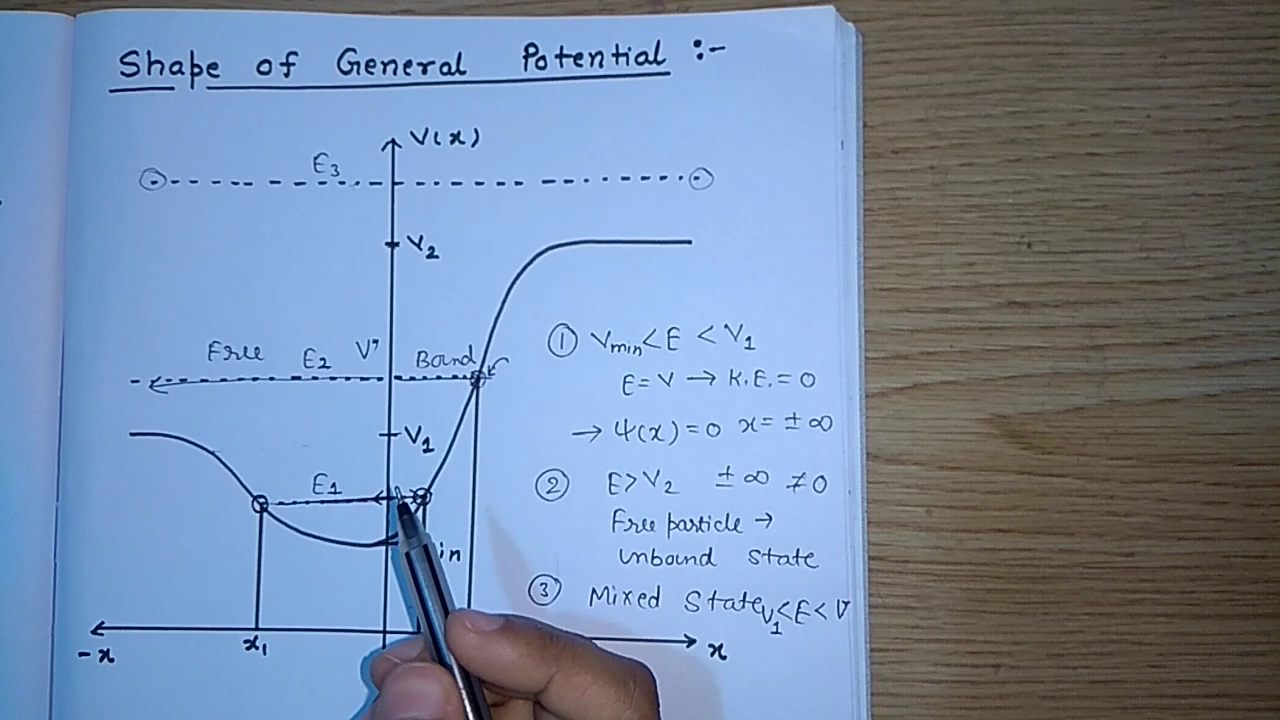 Shape of General Potential :-
V(x)
E3
V2
Free E2 V" Bound
V1
E1
in
x1
-x
x
① Vmin<E <V1
E=V → K.E.=0
→ Ψ(x)=0 x=±∞
② E>V2 ±∞ ≠0
Free particle →
Unbound State
③ Mixed State V1<E<V